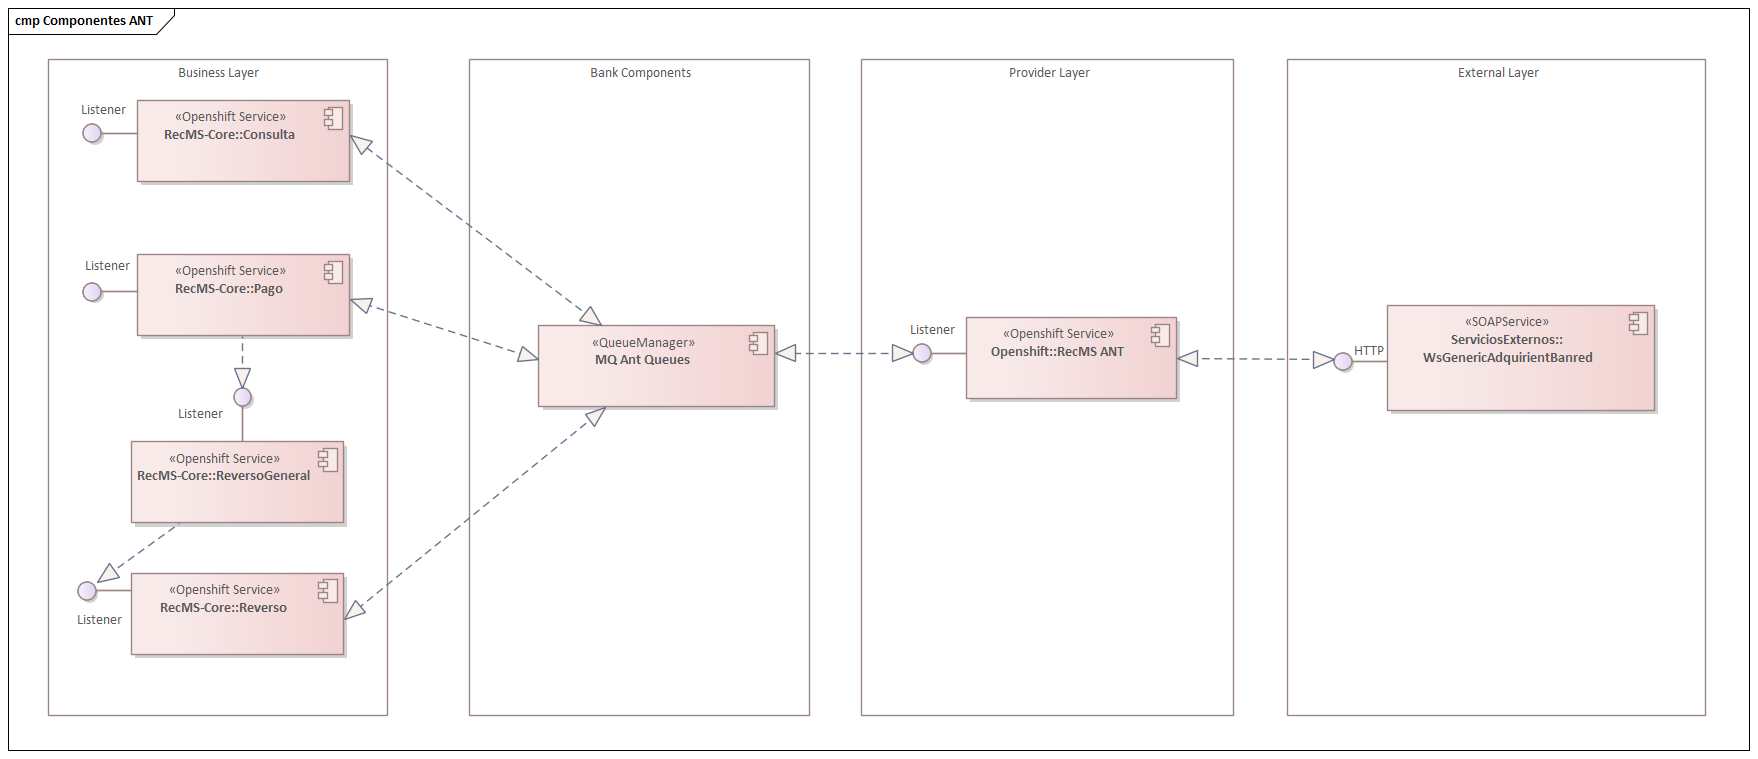 cmp Componentes ANT
Business Layer
Listener
«Openshift Service»
RecMS-Core::Consulta
Listener
«Openshift Service»
RecMS-Core::Pago
Listener
«Openshift Service»
RecMS-Core::ReversoGeneral
«Openshift Service»
RecMS-Core::Reverso
Listener
Bank Components
«QueueManager»
MQ Ant Queues
Provider Layer
Listener
«Openshift Service»
Openshift::RecMS ANT
External Layer
HTTP
«SOAPService»
ServiciosExternos::
WsGenericAdquirientBanred